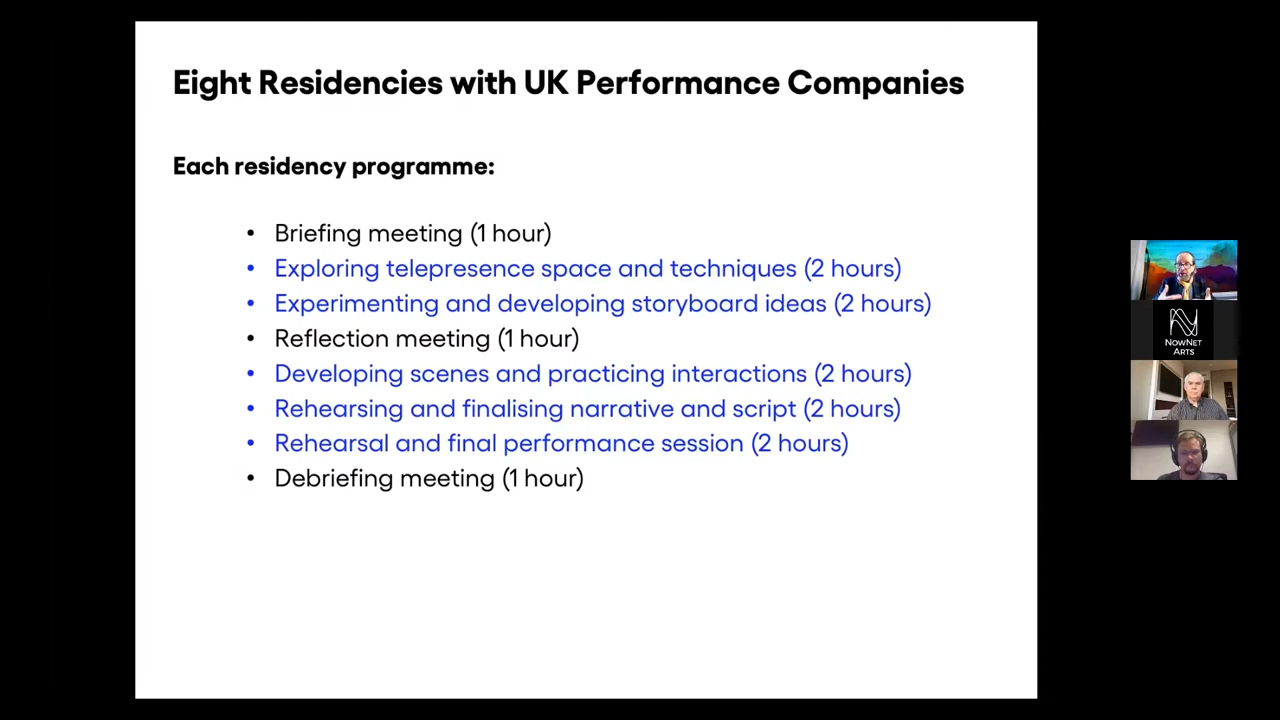 Eight Residencies with UK Performance Companies
Each residency programme:
• Briefing meeting (1 hour)
• Exploring telepresence space and techniques (2 hours)
• Experimenting and developing storyboard ideas (2 hours)
• Reflection meeting (1 hour)
• Developing scenes and practicing interactions (2 hours)
• Rehearsing and finalising narrative and script (2 hours)
• Rehearsal and final performance session (2 hours)
• Debriefing meeting (1 hour)
NowNet
Arts